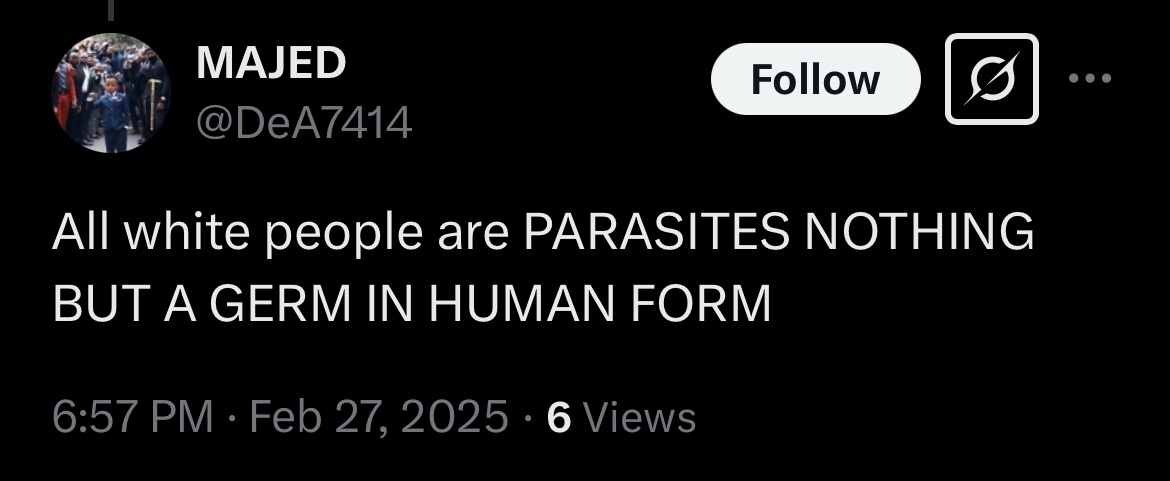 MAJED
Follow
@DeA7414
All white people are PARASITES NOTHING
BUT A GERM IN HUMAN FORM
6:57 PM · Feb 27, 2025 · 6 Views